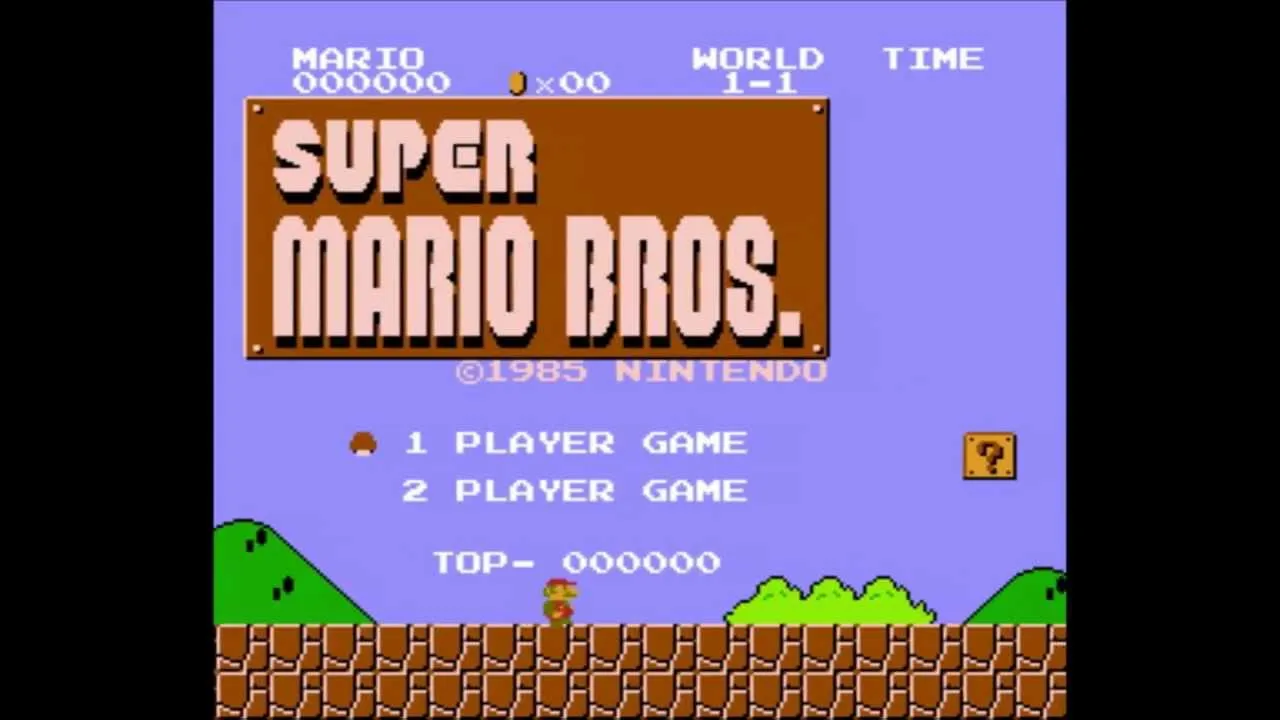 MARIO WORLD TIME
000000 ×00 1-1
SUPER
MARIO BROS.
©1985 NINTENDO
1 PLAYER GAME
?
2 PLAYER GAME
TOP- 000000